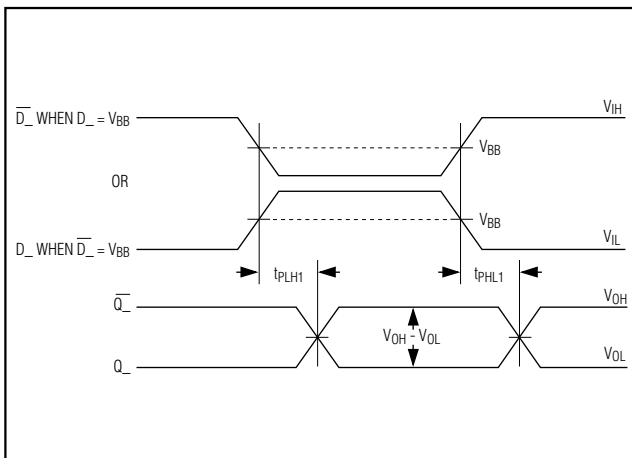 D̅_ WHEN D_ = VBB
VIH
VBB
OR
VBB
D_ WHEN D̅_ = VBB
VIL
tPLH1
tPHL1
Q̅_
VOH
VOH - VOL
Q_
VOL